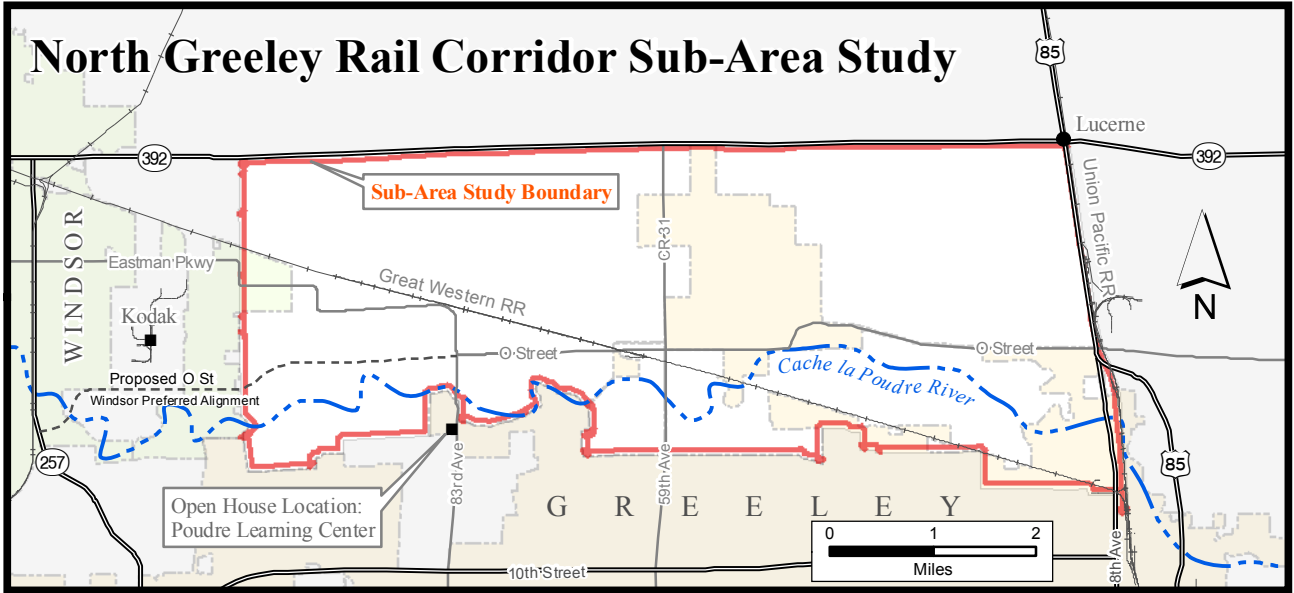 North Greeley Rail Corridor Sub-Area Study
85
Lucerne
392
392
Sub-Area Study Boundary
Union Pacific RR
WINDSOR
CR-31
Eastman Pkwy
Great Western RR
N
Kodak
O Street
O Street
Cache la Poudre River
Proposed O St
Windsor Preferred Alignment
257
83rd Ave
59th Ave
85
Open House Location:
Poudre Learning Center
GREELEY
0 1 2
Miles
8th Ave
10th Street